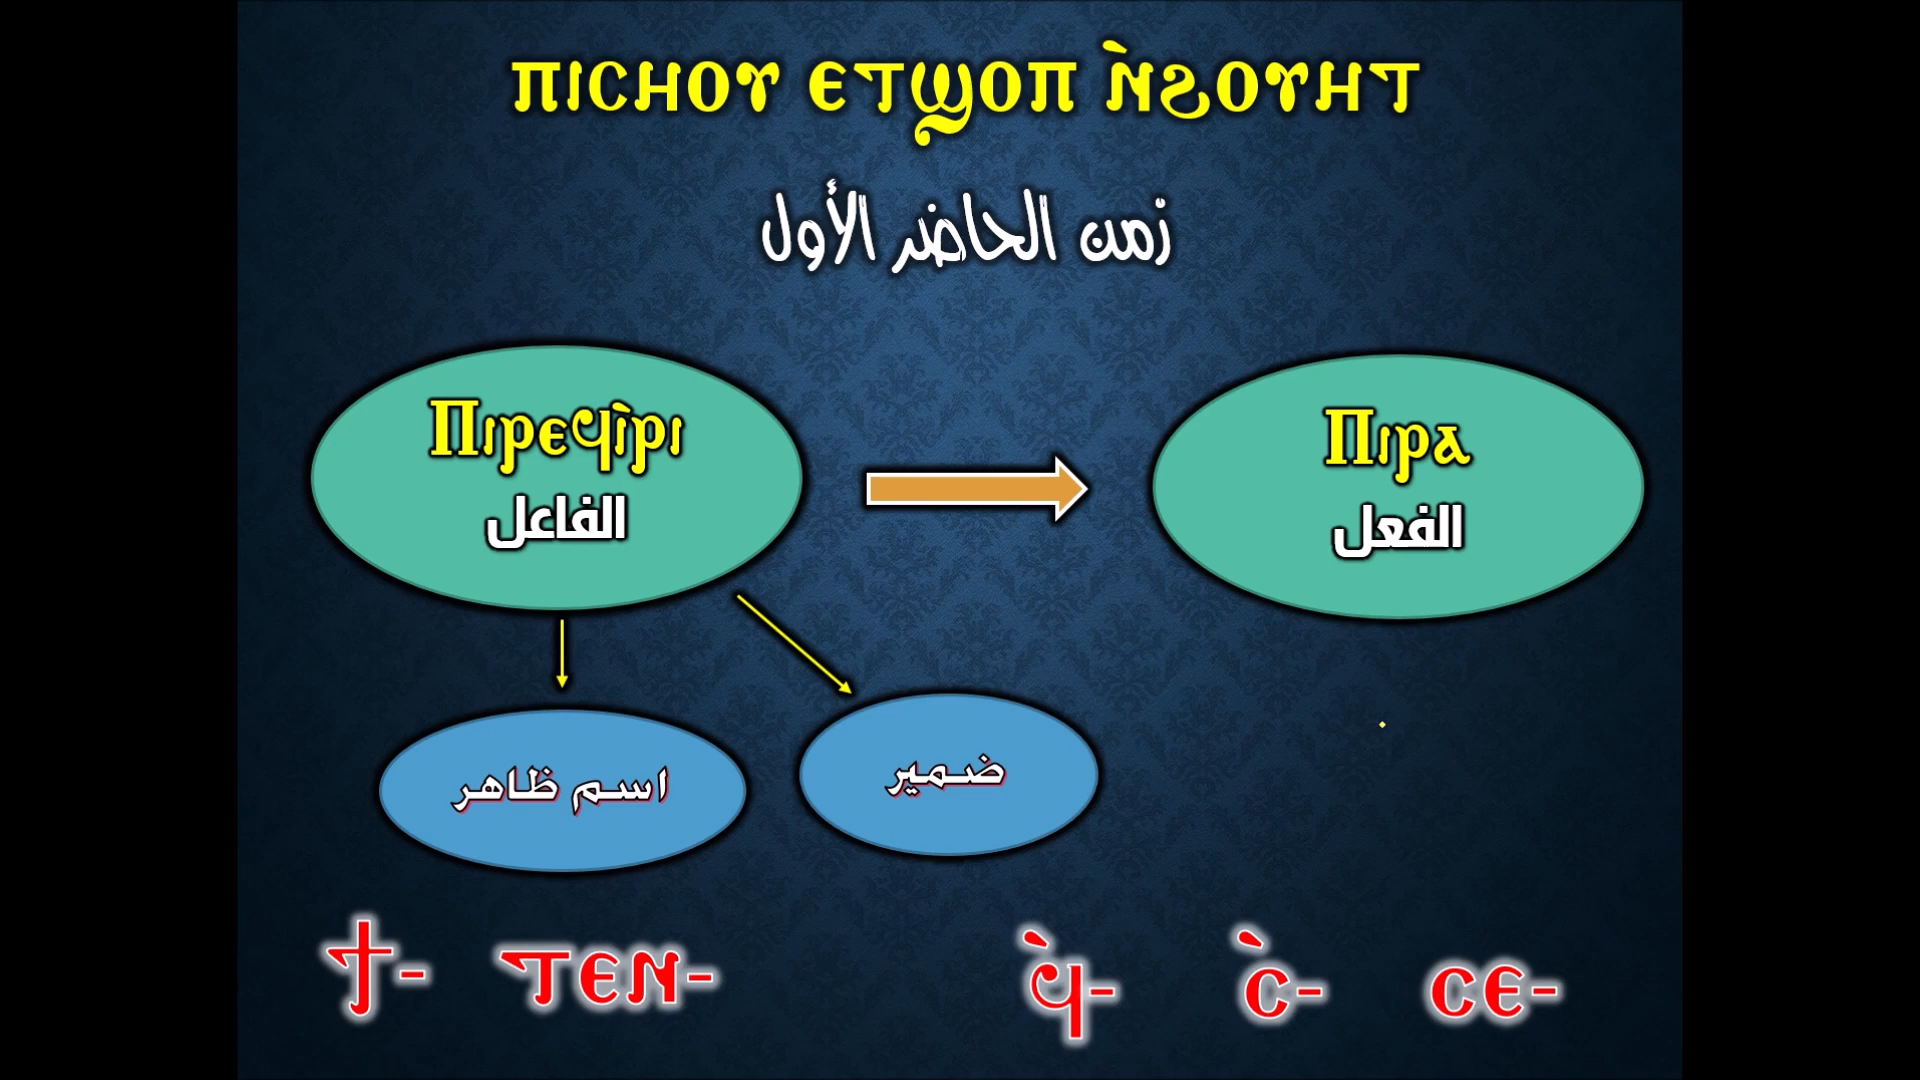 ⲠⲒⲤⲎⲞⲨ ⲈⲦϢⲞⲠ Ⲛ̀ϨⲞⲨⲎⲦ
زمن الحاضر الأول
Ⲡⲓⲣⲉϥⲓ̀ⲣⲓ
الفاعل
Ⲡⲓⲣⲁ
الفعل
اسم ظاهر
ضمير
ϯ- ⲧⲉⲛ- ϥ̀- ⲥ̀- ⲥⲉ-